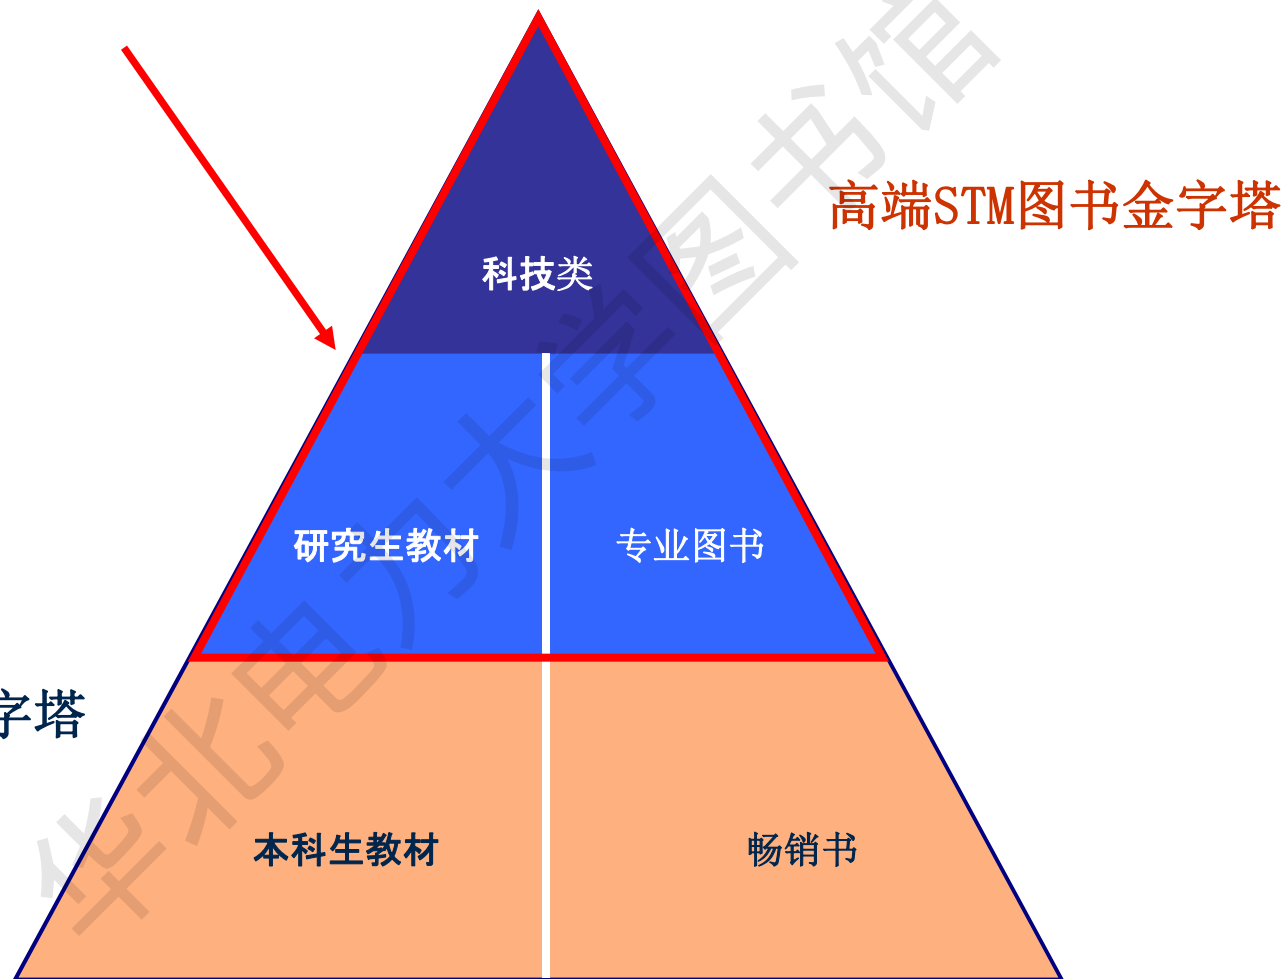 高端STM图书金字塔
科技类
研究生教材
专业图书
字塔
本科生教材
畅销书
华北电力大学图书馆